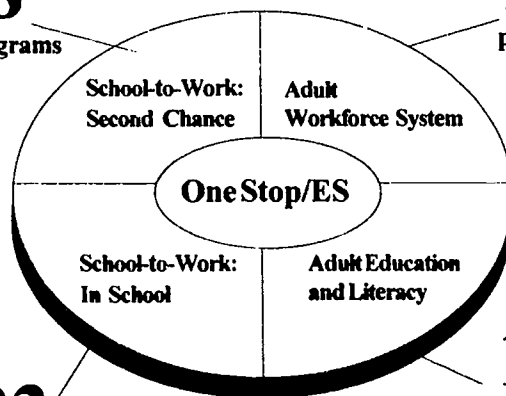 grams
School-to-Work:
Second Chance
Adult
Workforce System
One Stop/ES
School-to-Work:
In School
Adult Education
and Literacy